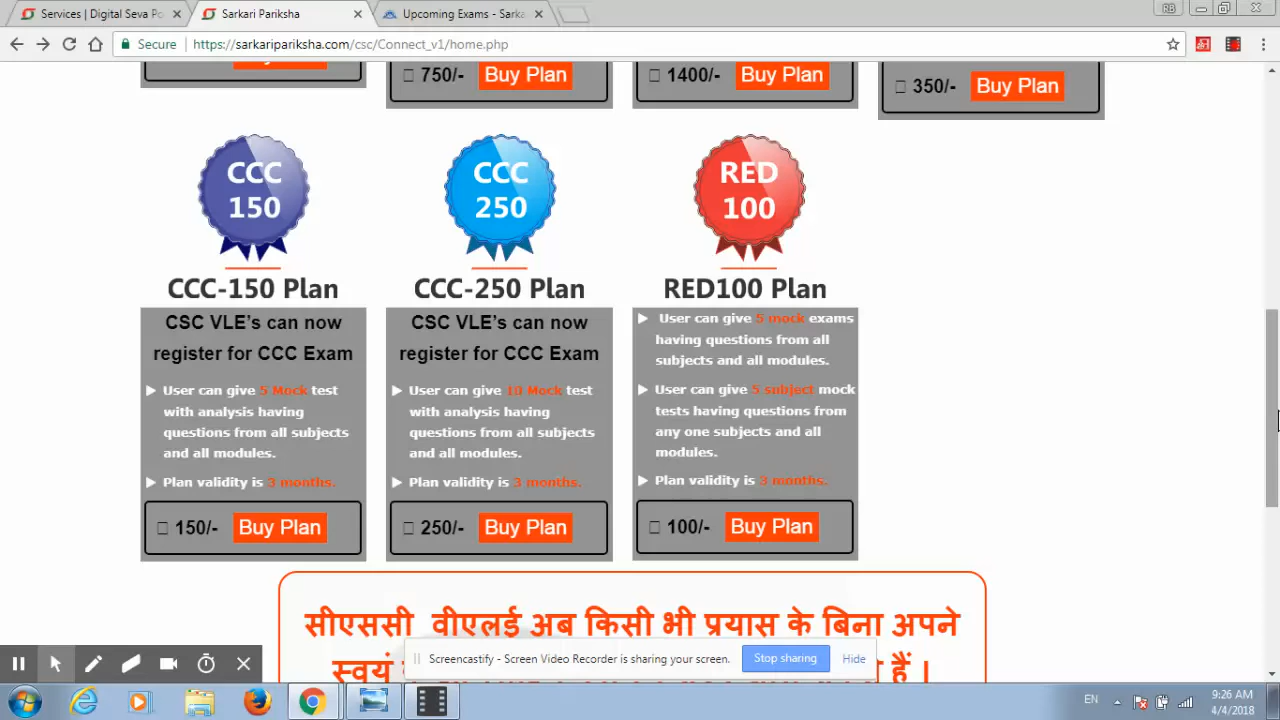 Services | Digital Seva Po
Sarkari Pariksha
Upcoming Exams - Sarka
RB
Secure
https://sarkaripariksha.com/csc/Connect_v1/home.php
750/- Buy Plan
1400/- Buy Plan
350/- Buy Plan
CCC
150
CCC
250
RED
100
CCC-150 Plan
CSC VLE's can now
register for CCC Exam
User can give 5 Mock test
with analysis having
questions from all subjects
and all modules.
Plan validity is 3 months.
150/- Buy Plan
CCC-250 Plan
CSC VLE's can now
register for CCC Exam
User can give 10 Mock test
with analysis having
questions from all subjects
and all modules.
Plan validity is 3 months.
250/- Buy Plan
RED100 Plan
User can give 5 mock exams
having questions from all
subjects and all modules.
User can give 5 subject mock
tests having questions from
any one subjects and all
modules.
Plan validity is 3 months.
100/- Buy Plan
सीएससी वीएलई अब किसी भी प्रयास के बिना अपने
स्वयं
हैं ।
Screencastify - Screen Video Recorder is sharing your screen.
Stop sharing
Hide
EN
9:26 AM
4/4/2018